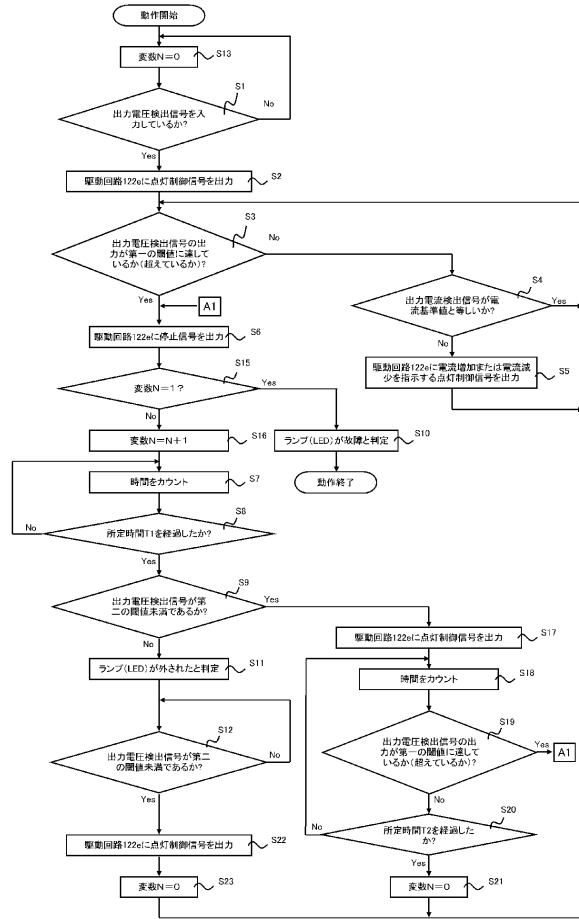 動作開始
変数N=0
S13
出力電圧検出信号を入
力しているか?
S1
No
Yes
駆動回路122eに点灯制御信号を出力
S2
出力電圧検出信号の出
力が第一の閾値に達して
いるか(超えているか)?
S3
No
Yes
A1
出力電流検出信号が電
流基準値と等しいか?
S4
Yes
No
駆動回路122eに電流増加または電流減
少を指示する点灯制御信号を出力
S5
駆動回路122eに停止信号を出力
S6
変数N=1?
S15
Yes
No
変数N=N+1
S16
ランプ(LED)が故障と判定
S10
動作終了
時間をカウント
S7
所定時間T1を経過したか?
S8
No
Yes
出力電圧検出信号が第
二の閾値未満であるか?
S9
Yes
No
ランプ(LED)が外されたと判定
S11
出力電圧検出信号が第二
の閾値未満であるか?
S12
No
Yes
駆動回路122eに点灯制御信号を出力
S22
変数N=0
S23
駆動回路122eに点灯制御信号を出力
S17
時間をカウント
S18
出力電圧検出信号の出
力が第一の閾値に達して
いるか(超えているか)?
S19
Yes
A1
No
所定時間T2を経過した
か?
S20
No
Yes
変数N=0
S21